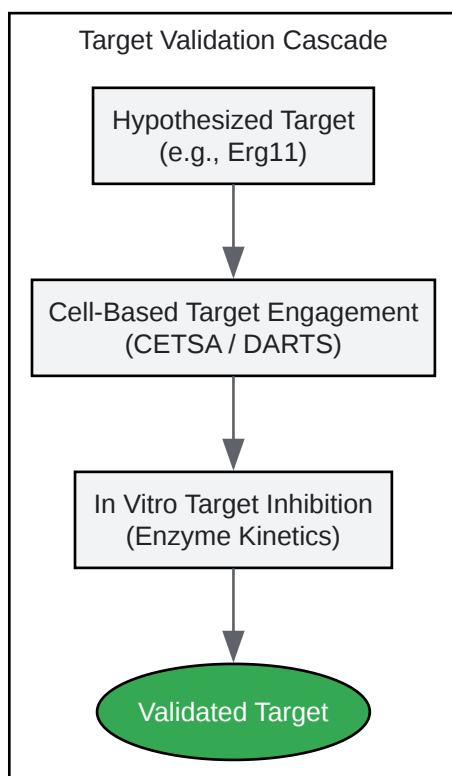 Target Validation Cascade
Hypothesized Target
(e.g., Erg11)
Cell-Based Target Engagement
(CETSA / DARTS)
In Vitro Target Inhibition
(Enzyme Kinetics)
Validated Target